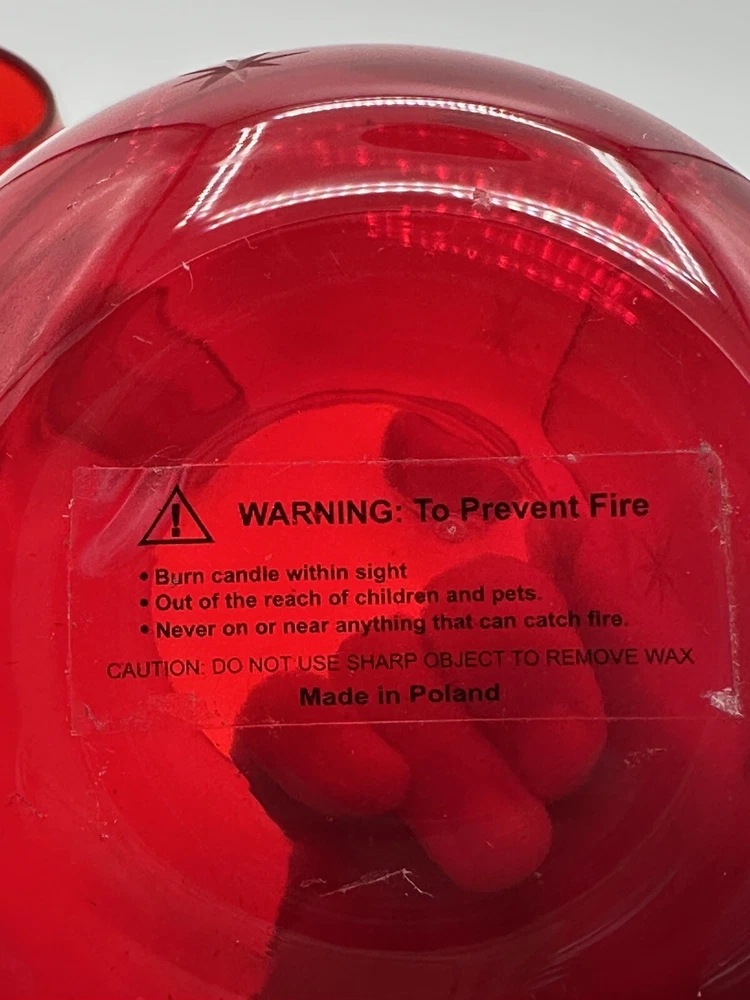 WARNING: To Prevent Fire
• Burn candle within sight
• Out of the reach of children and pets.
• Never on or near anything that can catch fire.
CAUTION: DO NOT USE SHARP OBJECT TO REMOVE WAX
Made in Poland